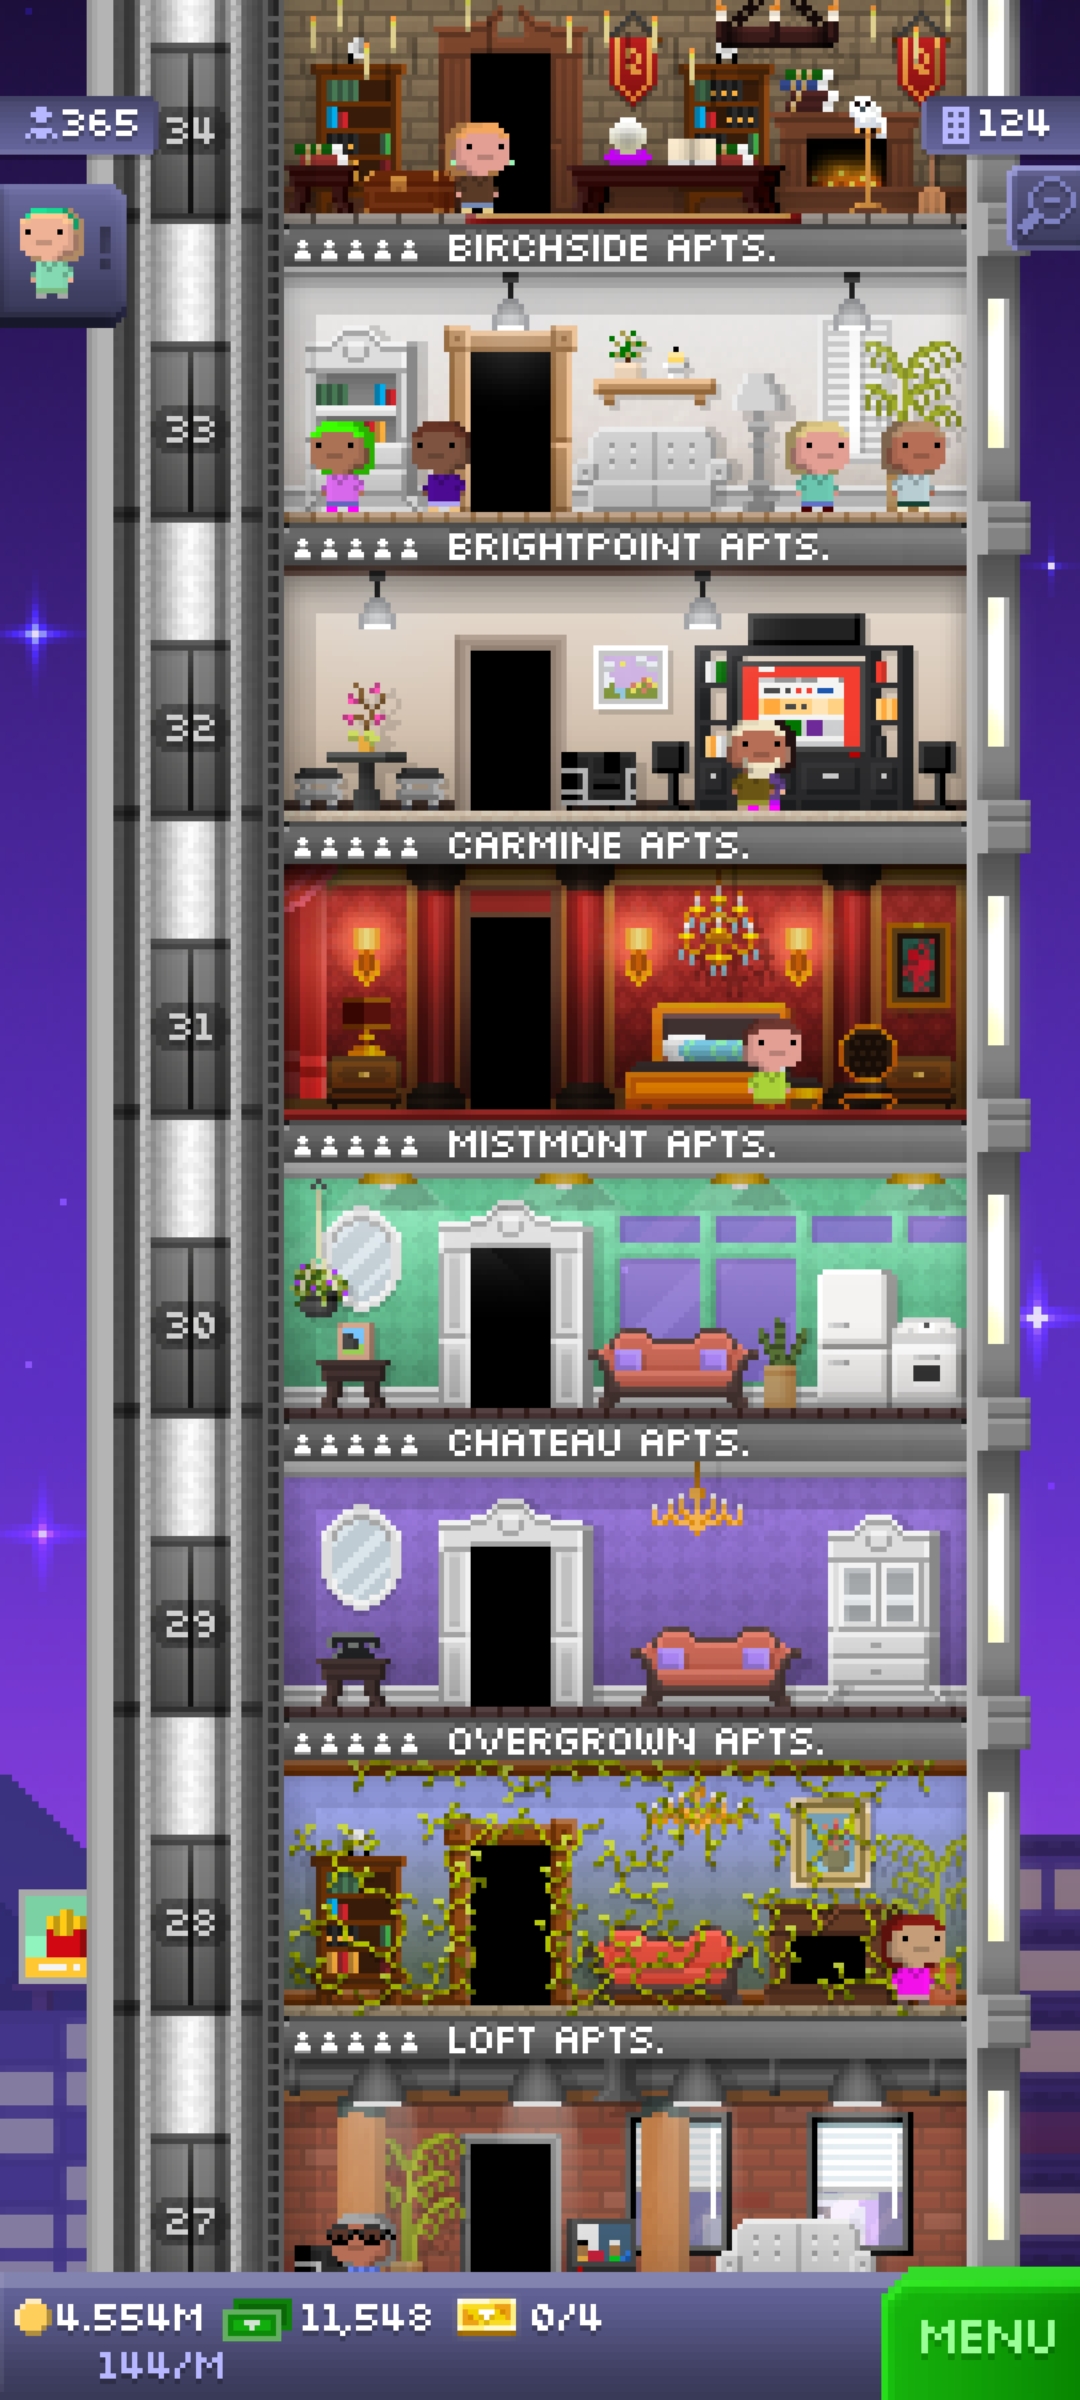 365
34
124
!
BIRCHSIDE APTS.
33
BRIGHTPOINT APTS.
32
CARMINE APTS.
31
MISTMONT APTS.
30
CHATEAU APTS.
29
OVERGROWN APTS.
28
LOFT APTS.
27
4.554M 11,548 0/4
144/M
MENU